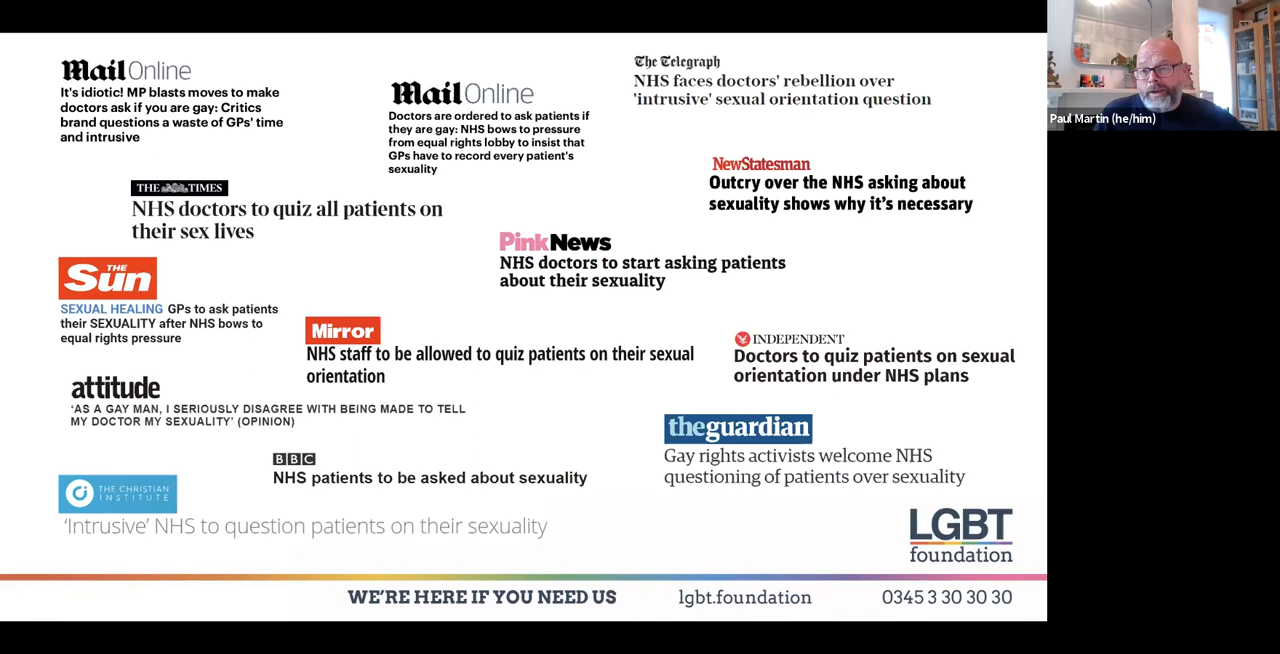 Mail Online
It's idiotic! MP blasts moves to make
doctors ask if you are gay: Critics
brand questions a waste of GPs' time
and intrusive
Mail Online
Doctors are ordered to ask patients if
they are gay: NHS bows to pressure
from equal rights lobby to insist that
GPs have to record every patient's
sexuality
The Telegraph
NHS faces doctors' rebellion over
'intrusive' sexual orientation question
Paul Martin (he/him)
NewStatesman
Outcry over the NHS asking about
sexuality shows why it's necessary
THE TIMES
NHS doctors to quiz all patients on
their sex lives
PinkNews
NHS doctors to start asking patients
about their sexuality
THE Sun
SEXUAL HEALING GPs to ask patients
their SEXUALITY after NHS bows to
equal rights pressure
Mirror
NHS staff to be allowed to quiz patients on their sexual
orientation
INDEPENDENT
Doctors to quiz patients on sexual
orientation under NHS plans
attitude
‘AS A GAY MAN, I SERIOUSLY DISAGREE WITH BEING MADE TO TELL
MY DOCTOR MY SEXUALITY’ (OPINION)
theguardian
Gay rights activists welcome NHS
questioning of patients over sexuality
BBC
NHS patients to be asked about sexuality
THE CHRISTIAN
INSTITUTE
‘Intrusive’ NHS to question patients on their sexuality
LGBT
foundation
WE’RE HERE IF YOU NEED US
lgbt.foundation
0345 3 30 30 30